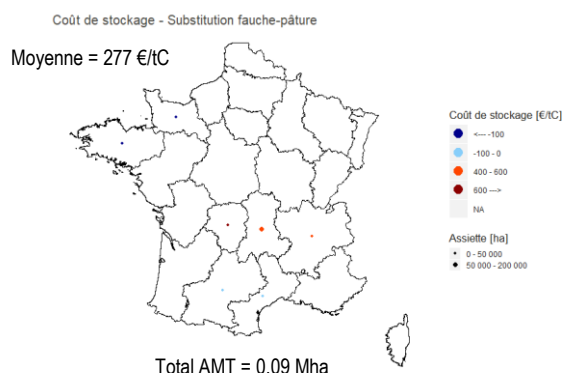 Coût de stockage - Substitution fauche-pâture
Moyenne = 277 €/tC
Coût de stockage [€/tC]
<--- -100
-100 - 0
400 - 600
600 --->
NA
Assiette [ha]
0 - 50 000
50 000 - 200 000
Total AMT = 0.09 Mha